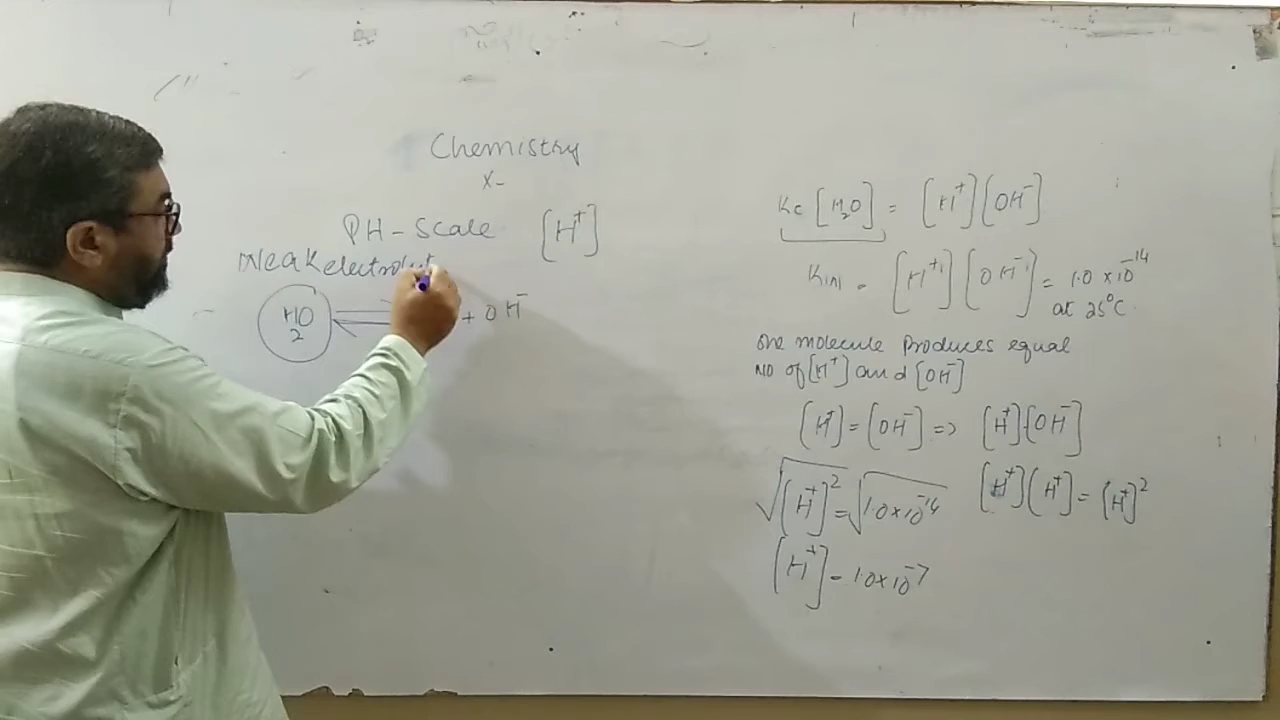 Chemistry
X-
PH-Scale [H⁺]
Weak electrolyt
H₂O ⇌ + OH⁻
Kc [H₂O] = [H⁺][OH⁻]
Kw = [H⁺][OH⁻] = 1.0 × 10⁻¹⁴
at 25°C.
One molecule Produces equal
NO of [H⁺] and [OH⁻]
[H⁺] = [OH⁻] => [H⁺][OH⁻]
√[H⁺]² = √1.0×10⁻¹⁴ [H⁺][H⁺] = [H⁺]²
[H⁺] = 1.0×10⁻⁷